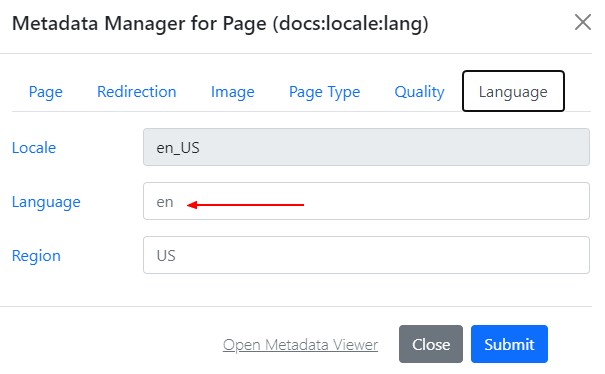 Metadata Manager for Page (docs:locale:lang)
Page Redirection Image Page Type Quality Language
Locale en_US
Language en
Region US
Open Metadata Viewer Close Submit